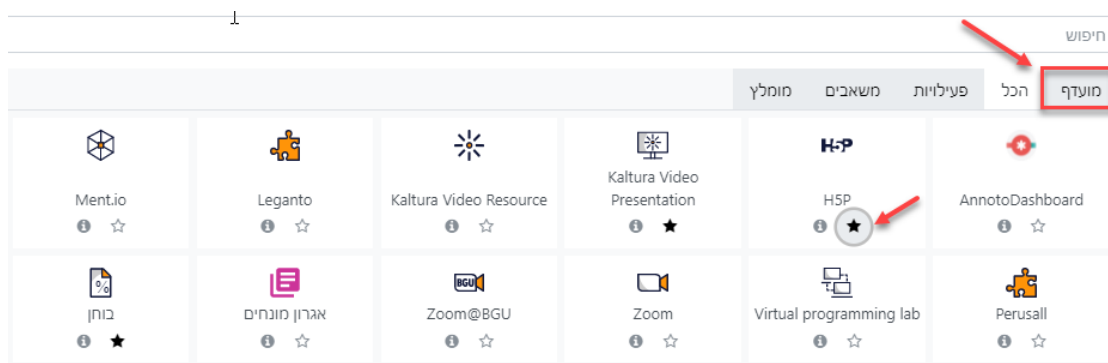 חיפוש
מועדף
הכל
פעילויות
משאבים
מומלץ
AnnotoDashboard
H5P
H5P
Kaltura Video
Presentation
Kaltura Video Resource
Leganto
Ment.io
Perusall
Virtual programming lab
Zoom
BGU
Zoom@BGU
אגרון מונחים
%
בוחן